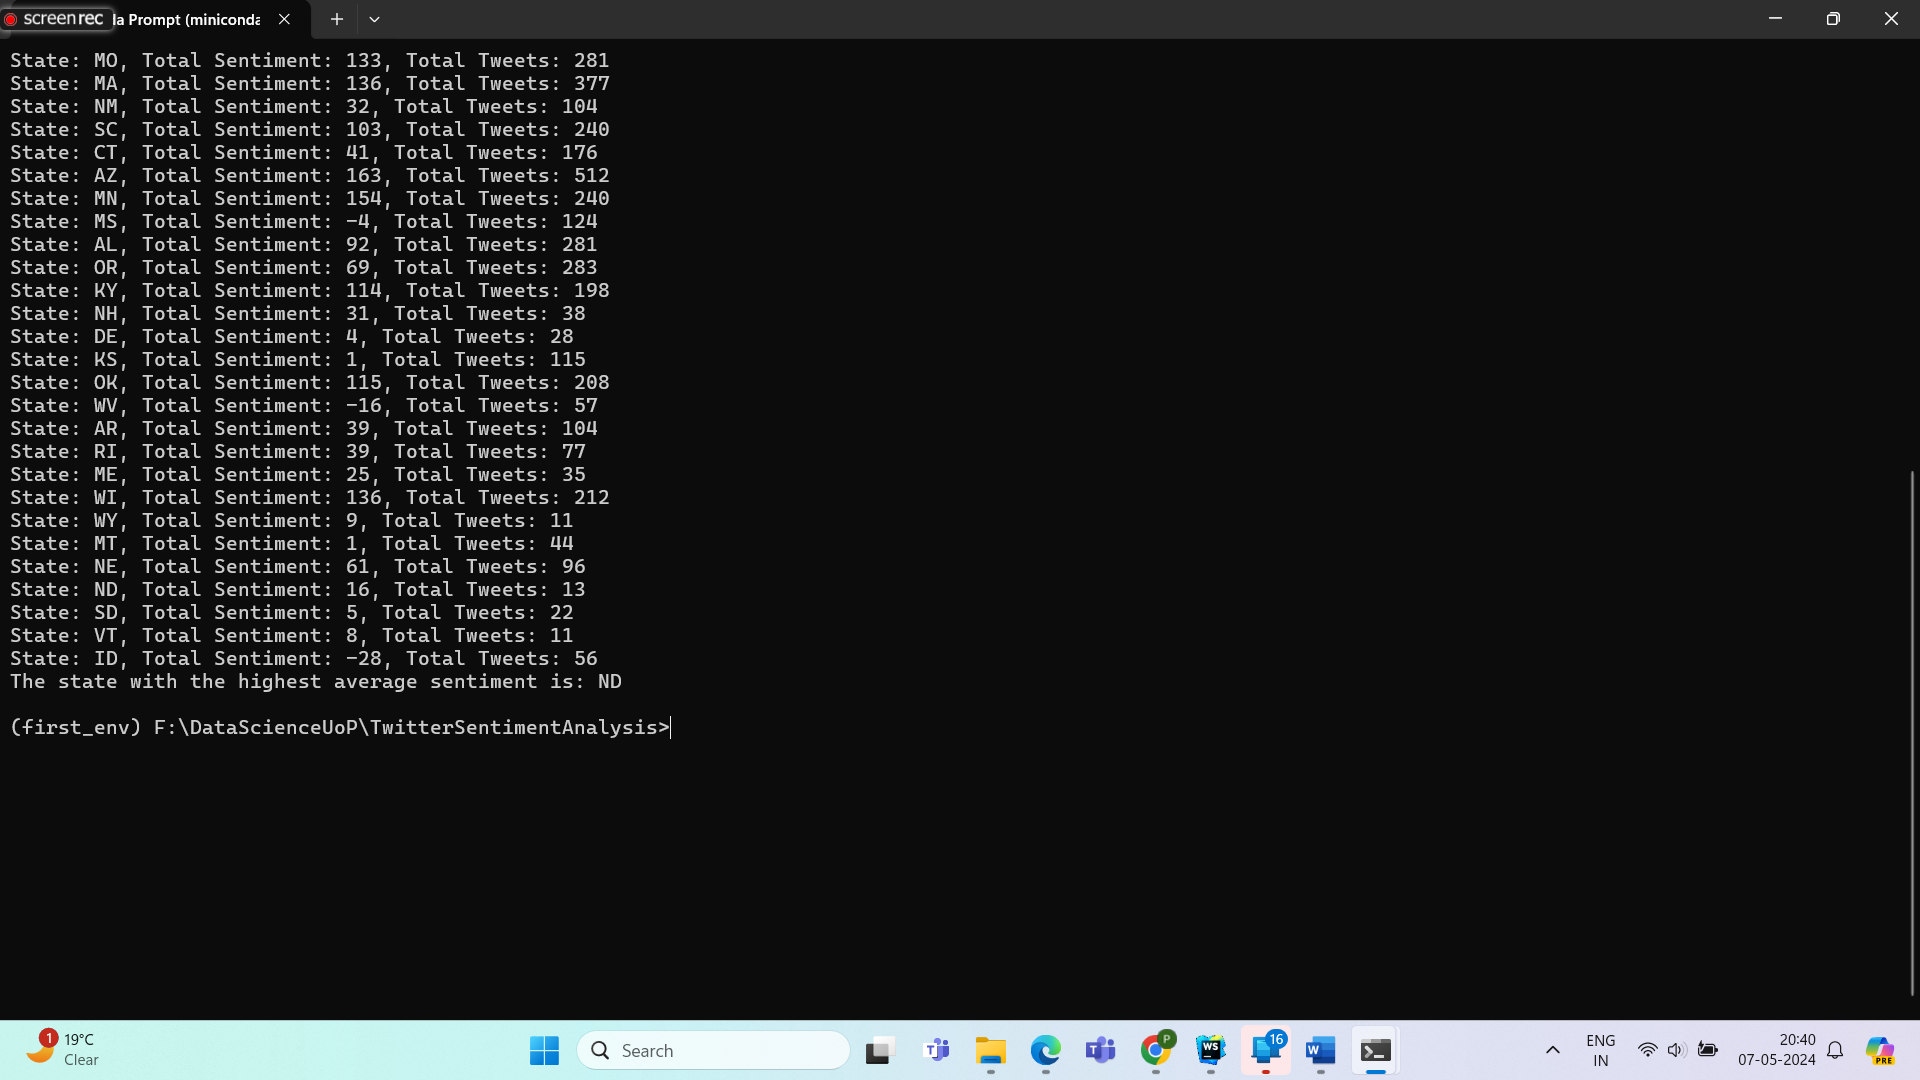 screenrec
la Prompt (miniconda
State: MO, Total Sentiment: 133, Total Tweets: 281
State: MA, Total Sentiment: 136, Total Tweets: 377
State: NM, Total Sentiment: 32, Total Tweets: 104
State: SC, Total Sentiment: 103, Total Tweets: 240
State: CT, Total Sentiment: 41, Total Tweets: 176
State: AZ, Total Sentiment: 163, Total Tweets: 512
State: MN, Total Sentiment: 154, Total Tweets: 240
State: MS, Total Sentiment: -4, Total Tweets: 124
State: AL, Total Sentiment: 92, Total Tweets: 281
State: OR, Total Sentiment: 69, Total Tweets: 283
State: KY, Total Sentiment: 114, Total Tweets: 198
State: NH, Total Sentiment: 31, Total Tweets: 38
State: DE, Total Sentiment: 4, Total Tweets: 28
State: KS, Total Sentiment: 1, Total Tweets: 115
State: OK, Total Sentiment: 115, Total Tweets: 208
State: WV, Total Sentiment: -16, Total Tweets: 57
State: AR, Total Sentiment: 39, Total Tweets: 104
State: RI, Total Sentiment: 39, Total Tweets: 77
State: ME, Total Sentiment: 25, Total Tweets: 35
State: WI, Total Sentiment: 136, Total Tweets: 212
State: WY, Total Sentiment: 9, Total Tweets: 11
State: MT, Total Sentiment: 1, Total Tweets: 44
State: NE, Total Sentiment: 61, Total Tweets: 96
State: ND, Total Sentiment: 16, Total Tweets: 13
State: SD, Total Sentiment: 5, Total Tweets: 22
State: VT, Total Sentiment: 8, Total Tweets: 11
State: ID, Total Sentiment: -28, Total Tweets: 56
The state with the highest average sentiment is: ND
(first_env) F:\DataScienceUoP\TwitterSentimentAnalysis>
1
19°C
Clear
Search
T
T
P
WS
16
W
ENG
IN
20:40
07-05-2024
PRE